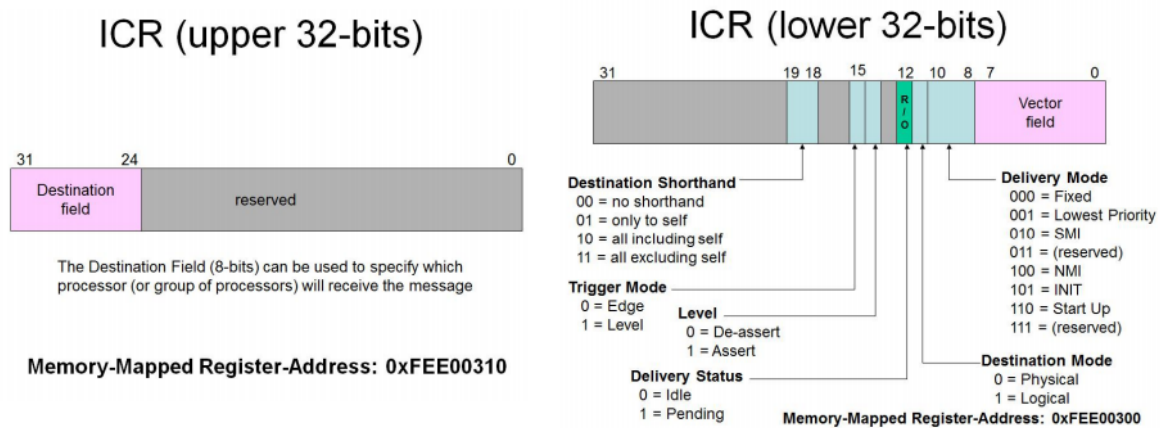 ICR (upper 32-bits)
31 24 0
Destination
field
reserved
The Destination Field (8-bits) can be used to specify which
processor (or group of processors) will receive the message
Memory-Mapped Register-Address: 0xFEE00310
ICR (lower 32-bits)
31 19 18 15 12 10 8 7 0
R
/
O
Vector
field
Destination Shorthand
00 = no shorthand
01 = only to self
10 = all including self
11 = all excluding self
Trigger Mode
0 = Edge
1 = Level
Level
0 = De-assert
1 = Assert
Delivery Status
0 = Idle
1 = Pending
Delivery Mode
000 = Fixed
001 = Lowest Priority
010 = SMI
011 = (reserved)
100 = NMI
101 = INIT
110 = Start Up
111 = (reserved)
Destination Mode
0 = Physical
1 = Logical
Memory-Mapped Register-Address: 0xFEE00300